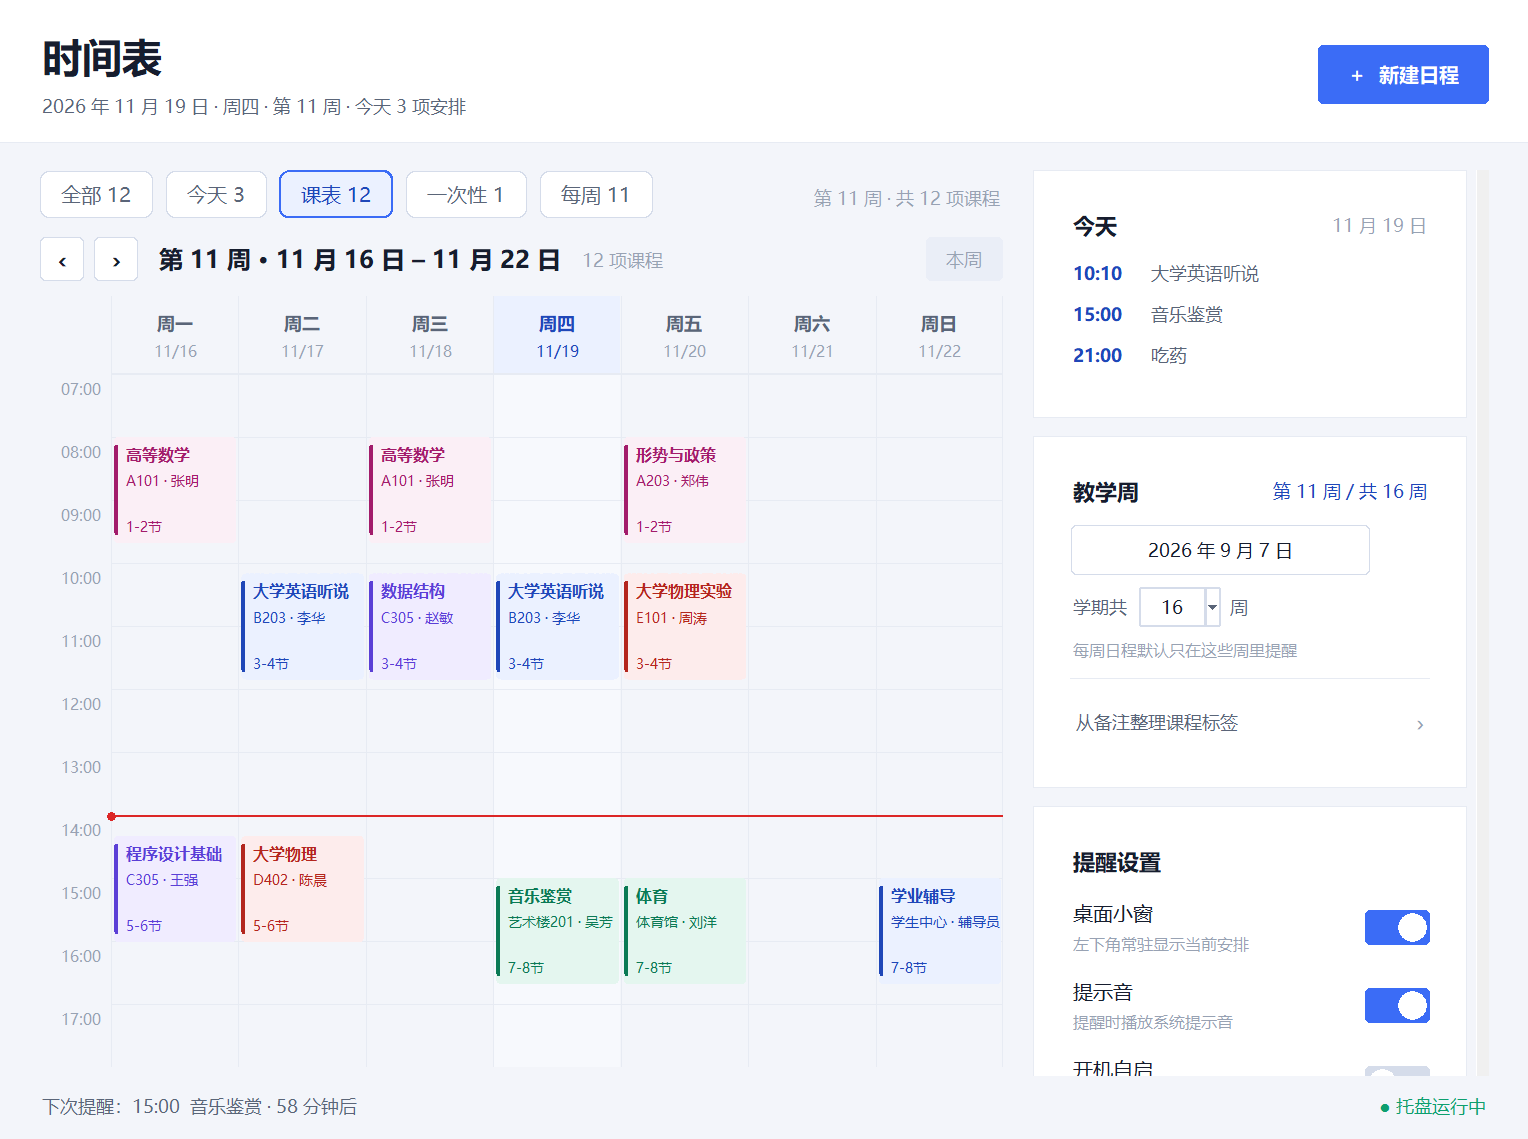 时间表
2026 年 11 月 19 日 · 周四 · 第 11 周 · 今天 3 项安排
+ 新建日程
全部 12
今天 3
课表 12
一次性 1
每周 11
第 11 周 · 共 12 项课程
‹
›
第 11 周 • 11 月 16 日 – 11 月 22 日
12 项课程
本周
周一 周二 周三 周四 周五 周六 周日
11/16 11/17 11/18 11/19 11/20 11/21 11/22
07:00
08:00
09:00
10:00
11:00
12:00
13:00
14:00
15:00
16:00
17:00
高等数学
A101 · 张明
1-2节
高等数学
A101 · 张明
1-2节
形势与政策
A203 · 郑伟
1-2节
大学英语听说
B203 · 李华
3-4节
数据结构
C305 · 赵敏
3-4节
大学英语听说
B203 · 李华
3-4节
大学物理实验
E101 · 周涛
3-4节
程序设计基础
C305 · 王强
5-6节
大学物理
D402 · 陈晨
5-6节
音乐鉴赏
艺术楼201 · 吴芳
7-8节
体育
体育馆 · 刘洋
7-8节
学业辅导
学生中心 · 辅导员
7-8节
今天
11 月 19 日
10:10 大学英语听说
15:00 音乐鉴赏
21:00 吃药
教学周
第 11 周 / 共 16 周
2026 年 9 月 7 日
学期共 16 周
每周日程默认只在这些周里提醒
从备注整理课程标签 ›
提醒设置
桌面小窗
左下角常驻显示当前安排
提示音
提醒时播放系统提示音
开机自启
下次提醒：15:00 音乐鉴赏 · 58 分钟后
● 托盘运行中